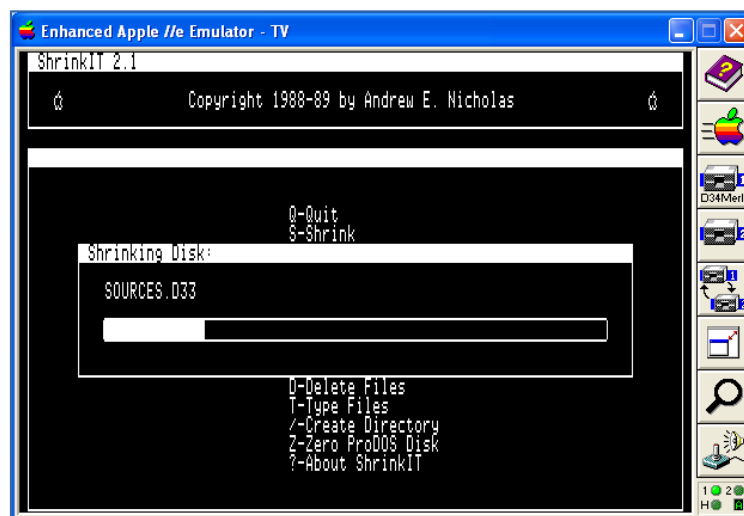 Enhanced Apple //e Emulator - TV
ShrinkIT 2.1
Copyright 1988-89 by Andrew E. Nicholas
Q-Quit
S-Shrink
Shrinking Disk:
SOURCES.D33
D-Delete Files
T-Type Files
/-Create Directory
Z-Zero ProDOS Disk
?-About ShrinkIT
D34Merl
1 2
H A